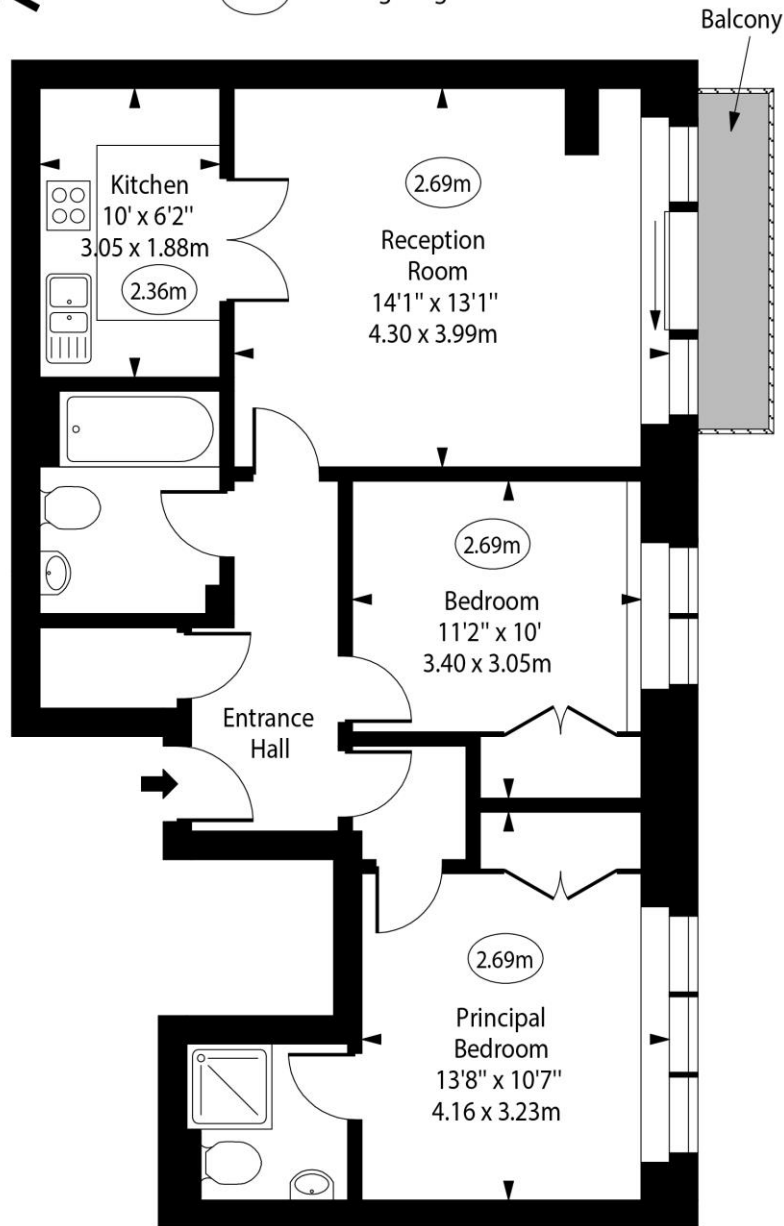 Balcony
Kitchen
10' x 6'2"
3.05 x 1.88m
2.36m
2.69m
Reception
Room
14'1" x 13'1"
4.30 x 3.99m
2.69m
Bedroom
11'2" x 10'
3.40 x 3.05m
Entrance
Hall
2.69m
Principal
Bedroom
13'8" x 10'7"
4.16 x 3.23m